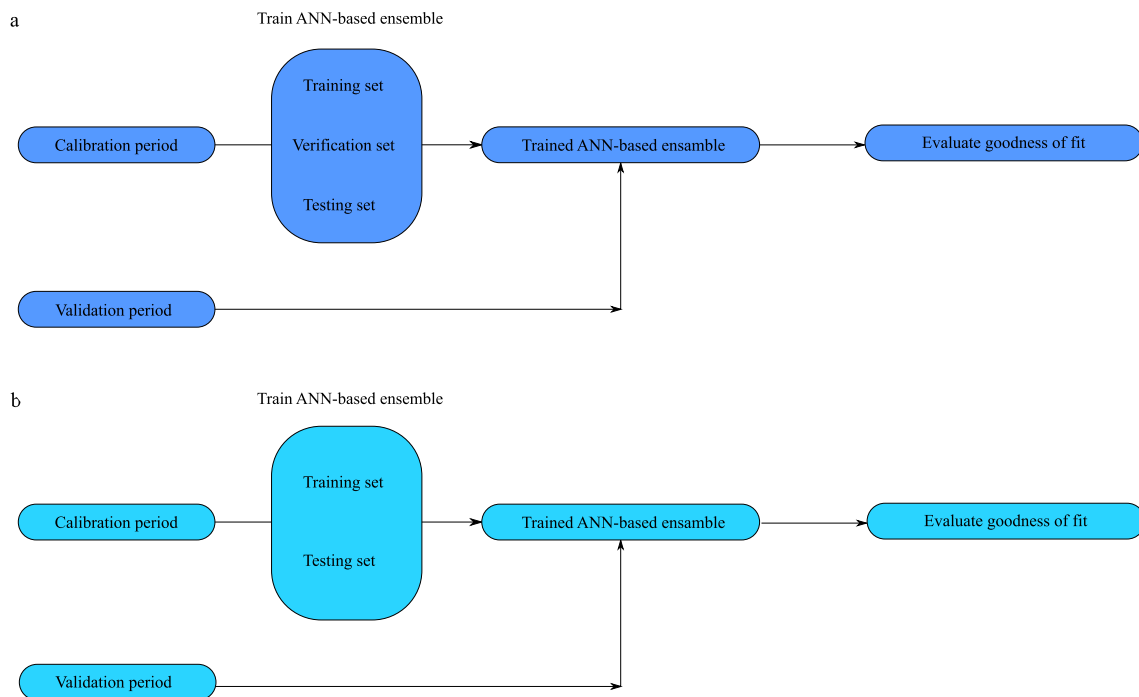 a
Train ANN-based ensemble
Training set
Calibration period
Verification set
Trained ANN-based ensamble
Evaluate goodness of fit
Testing set
Validation period
b
Train ANN-based ensemble
Training set
Calibration period
Trained ANN-based ensamble
Evaluate goodness of fit
Testing set
Validation period